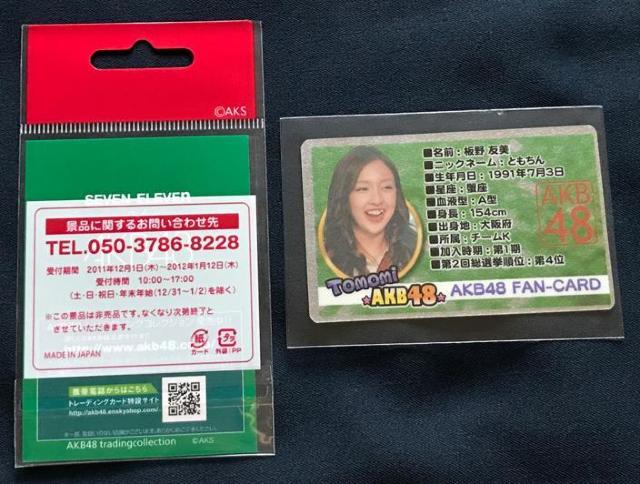 ©AKS
SEVEN-ELEVEN
景品に関するお問い合わせ先
TEL.050-3786-8228
受付期間 2011年12月1日(木)~2012年1月12日(木)
受付時間 10:00~17:00
(土・日・祝日・年末年始(12/31~1/2)を除く)
※この景品は非売品です。なくなり次第終了と
させていただきます。
MADE IN JAPAN
紙
カード
プラ
外袋:PP
携帯電話からはこちら
トレーディングカード特設サイト
http://akb48.enskyshop.com/
AKB48 tradingcollection ©AKS
■名前:板野 友美
■ニックネーム:ともちん
■生年月日:1991年7月3日
■星座:蟹座
■血液型:A型
■身長:154cm
■出身地:大阪府
■所属:チームK
■加入時期:第1期
■第2回総選挙順位:第4位
AKB
48
TOMOMI
★AKB48★
AKB48 FAN-CARD